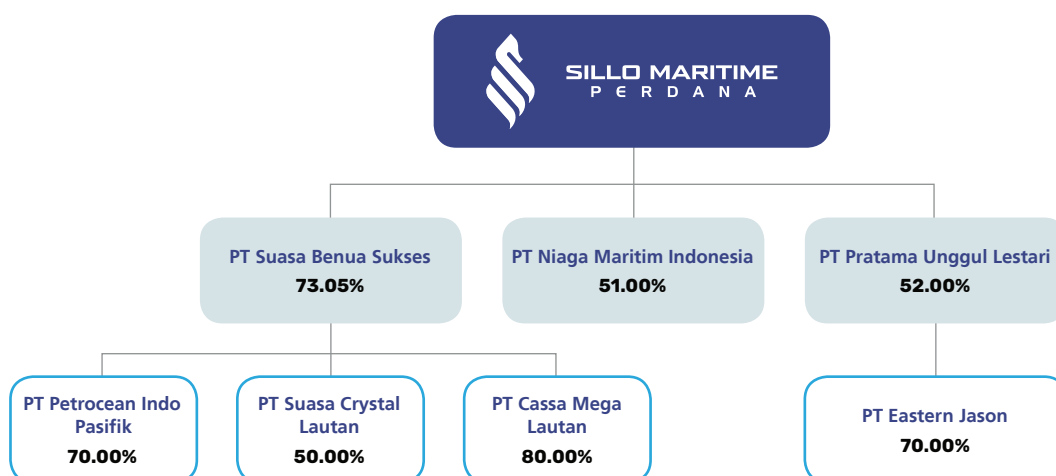 SILLO MARITIME
PERDANA
PT Suasa Benua Sukses
73.05%
PT Niaga Maritim Indonesia
51.00%
PT Pratama Unggul Lestari
52.00%
PT Petrocean Indo
Pasifik
70.00%
PT Suasa Crystal
Lautan
50.00%
PT Cassa Mega
Lautan
80.00%
PT Eastern Jason
70.00%